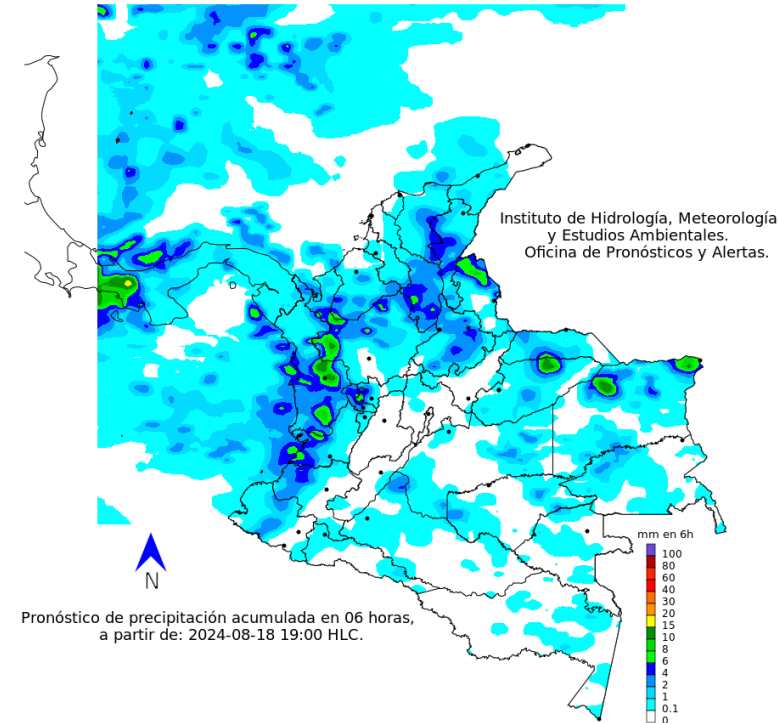 Instituto de Hidrología, Meteorología
y Estudios Ambientales.
Oficina de Pronósticos y Alertas.
mm en 6h
100
80
60
40
30
20
15
10
8
6
4
2
1
0.1
0
N
Pronóstico de precipitación acumulada en 06 horas,
a partir de: 2024-08-18 19:00 HLC.